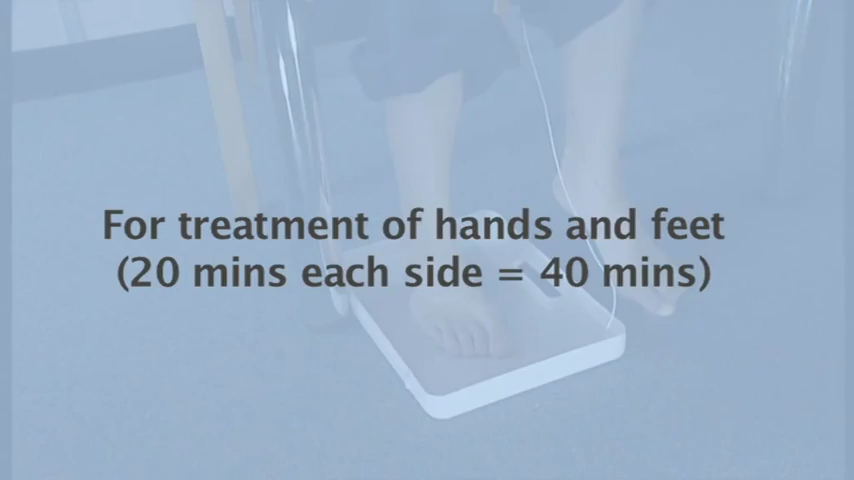 For treatment of hands and feet
(20 mins each side = 40 mins)